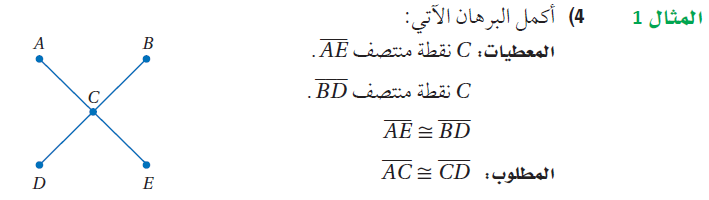 المثال 1
4) أكمل البرهان الآتي:
المعطيات: C نقطة منتصف AE.
C نقطة منتصف BD.
AE ≅ BD
المطلوب: AC ≅ CD
A B
C
D E